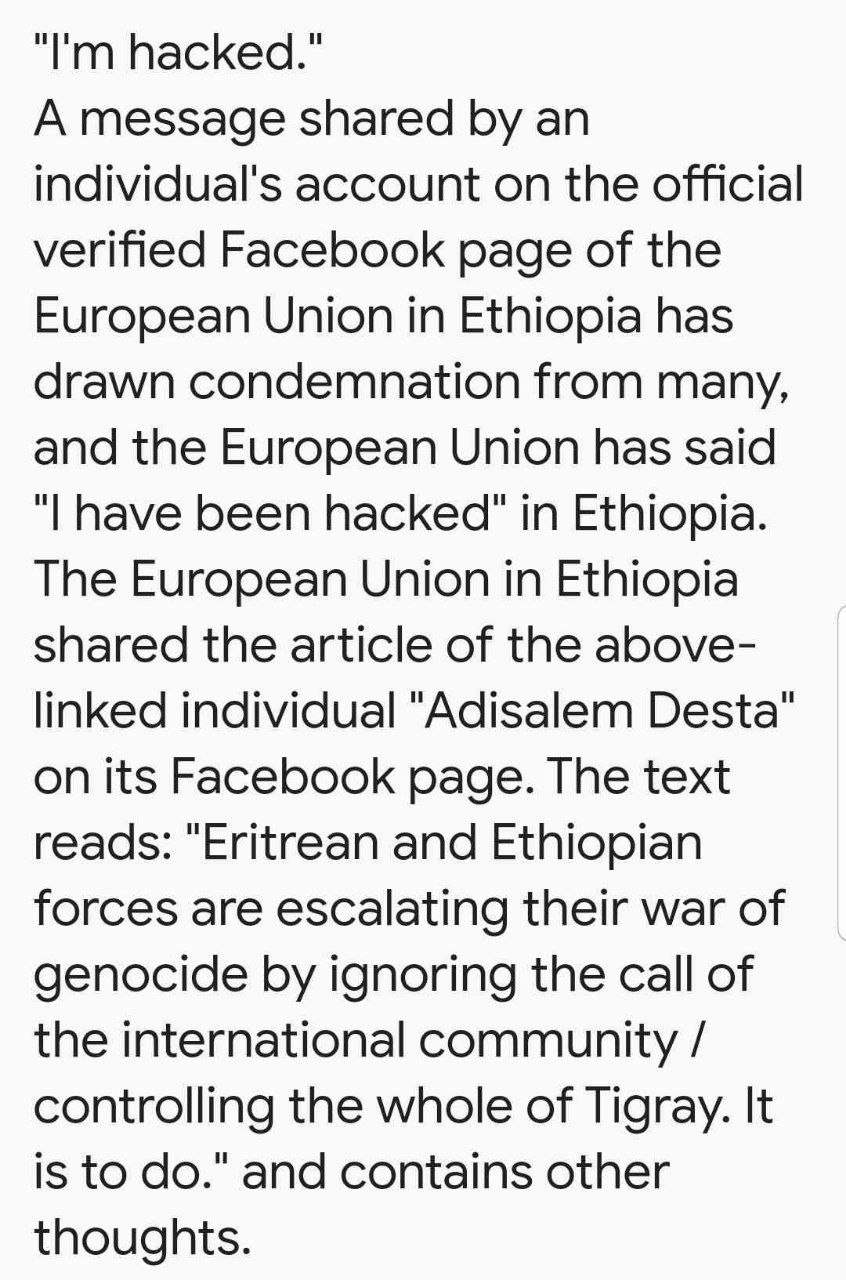 "I'm hacked."
A message shared by an
individual's account on the official
verified Facebook page of the
European Union in Ethiopia has
drawn condemnation from many,
and the European Union has said
"I have been hacked" in Ethiopia.
The European Union in Ethiopia
shared the article of the above-
linked individual "Adisalem Desta"
on its Facebook page. The text
reads: "Eritrean and Ethiopian
forces are escalating their war of
genocide by ignoring the call of
the international community /
controlling the whole of Tigray. It
is to do." and contains other
thoughts.